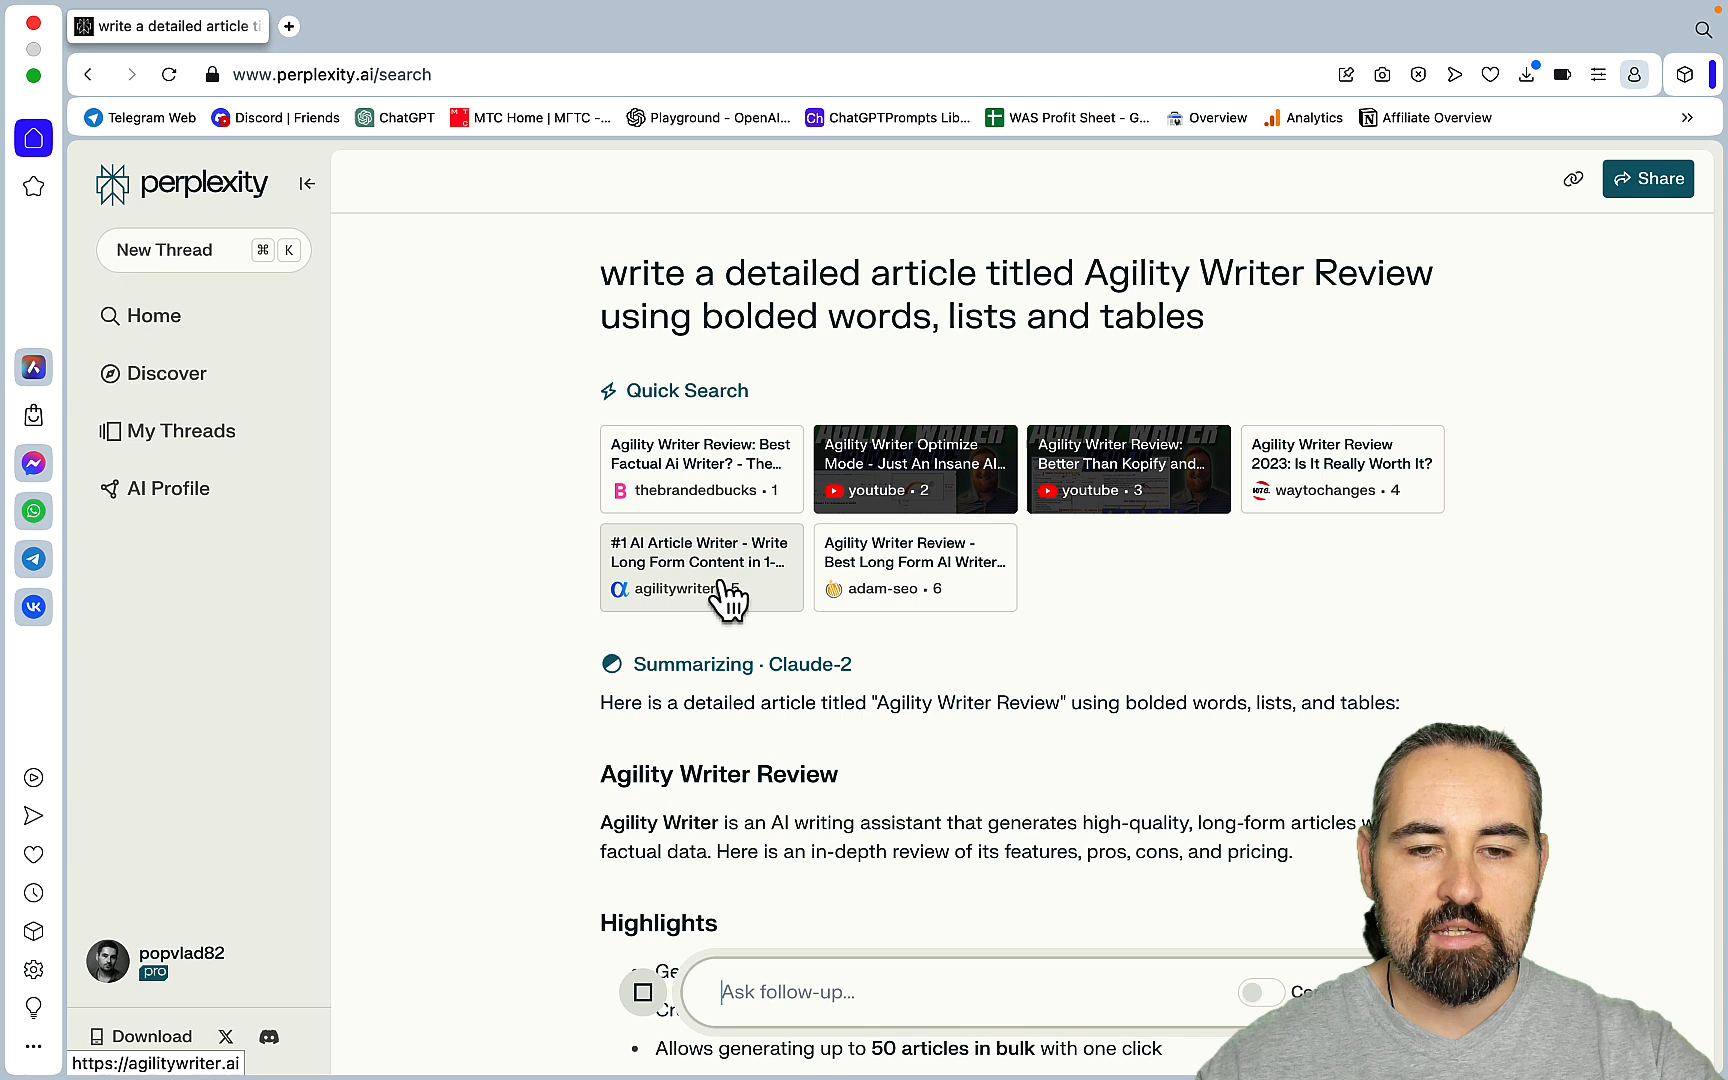 write a detailed article ti
www.perplexity.ai/search
Telegram Web
Discord | Friends
ChatGPT
MTC Home | МГТС -...
Playground - OpenAI...
Ch ChatGPTPrompts Lib...
WAS Profit Sheet - G...
Overview
Analytics
Affiliate Overview
perplexity
Share
New Thread
⌘ K
Home
Discover
My Threads
AI Profile
write a detailed article titled Agility Writer Review
using bolded words, lists and tables
Quick Search
Agility Writer Review: Best
Factual Ai Writer? - The...
thebrandedbucks · 1
Agility Writer Optimize
Mode - Just An Insane AI...
youtube · 2
Agility Writer Review:
Better Than Kopify and...
youtube · 3
Agility Writer Review
2023: Is It Really Worth It?
waytochanges · 4
#1 AI Article Writer - Write
Long Form Content in 1-...
agilitywriter 5
Agility Writer Review -
Best Long Form AI Writer...
adam-seo · 6
Summarizing · Claude-2
Here is a detailed article titled "Agility Writer Review" using bolded words, lists, and tables:
Agility Writer Review
Agility Writer is an AI writing assistant that generates high-quality, long-form articles
factual data. Here is an in-depth review of its features, pros, cons, and pricing.
Highlights
Ask follow-up...
• Allows generating up to 50 articles in bulk with one click
popvlad82
pro
Download
https://agilitywriter.ai